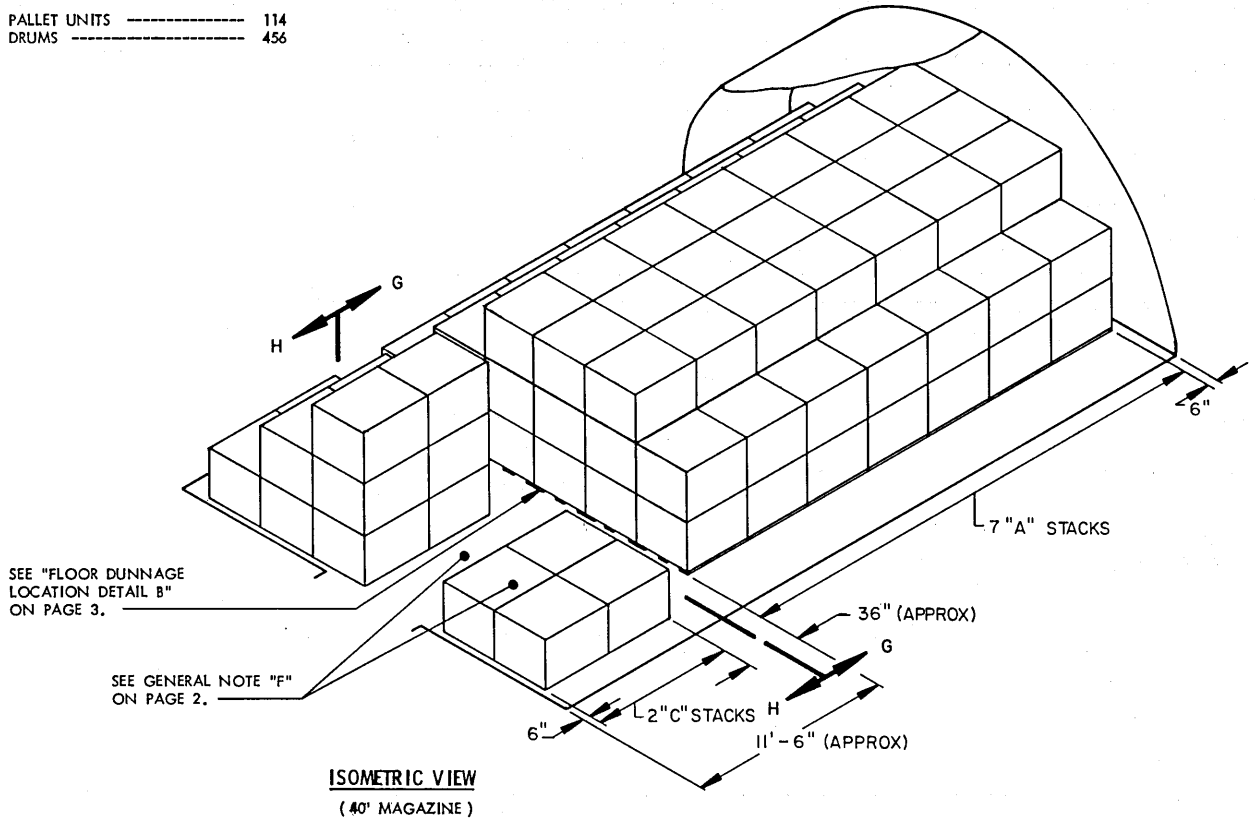 PALLET UNITS ------------- 114
DRUMS ------------------- 456
G
H
6"
7 "A" STACKS
SEE "FLOOR DUNNAGE
LOCATION DETAIL B"
ON PAGE 3.
36" (APPROX)
G
SEE GENERAL NOTE "F"
ON PAGE 2.
2 "C" STACKS
H
6"
11'-6" (APPROX)
ISOMETRIC VIEW
(40' MAGAZINE)